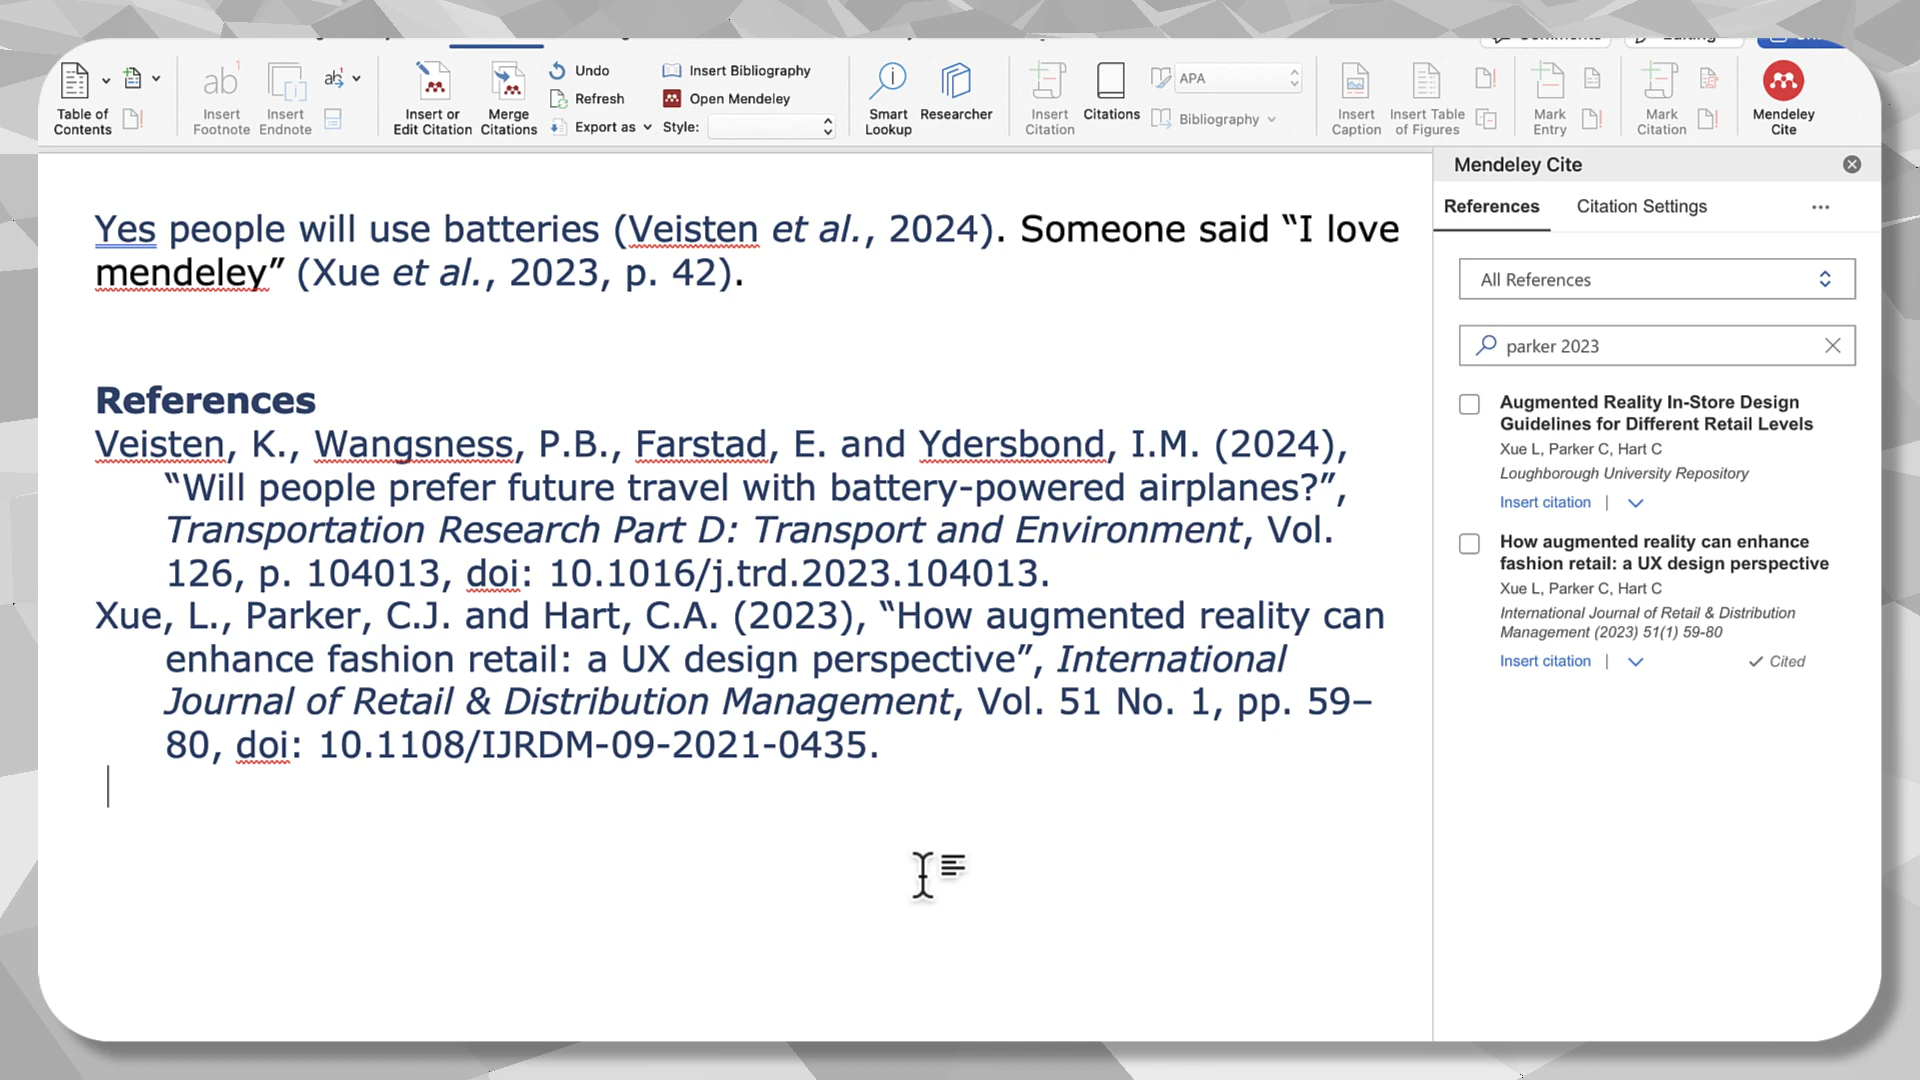 Table of
Contents
ab1
Insert
Footnote
Insert
Endnote
ab
Insert or
Edit Citation
Merge
Citations
Undo
Refresh
Export as
Insert Bibliography
Open Mendeley
Style:
Smart
Lookup
Researcher
Insert
Citation
Citations
APA
Bibliography
Insert
Caption
Insert Table
of Figures
Mark
Entry
Mark
Citation
Mendeley
Cite
Yes people will use batteries (Veisten et al., 2024). Someone said “I love
mendeley” (Xue et al., 2023, p. 42).
References
Veisten, K., Wangsness, P.B., Farstad, E. and Ydersbond, I.M. (2024),
“Will people prefer future travel with battery-powered airplanes?”,
Transportation Research Part D: Transport and Environment, Vol.
126, p. 104013, doi: 10.1016/j.trd.2023.104013.
Xue, L., Parker, C.J. and Hart, C.A. (2023), “How augmented reality can
enhance fashion retail: a UX design perspective”, International
Journal of Retail & Distribution Management, Vol. 51 No. 1, pp. 59–
80, doi: 10.1108/IJRDM-09-2021-0435.
Mendeley Cite
References
Citation Settings
All References
parker 2023
Augmented Reality In-Store Design
Guidelines for Different Retail Levels
Xue L, Parker C, Hart C
Loughborough University Repository
Insert citation |
How augmented reality can enhance
fashion retail: a UX design perspective
Xue L, Parker C, Hart C
International Journal of Retail & Distribution
Management (2023) 51(1) 59-80
Insert citation |
Cited